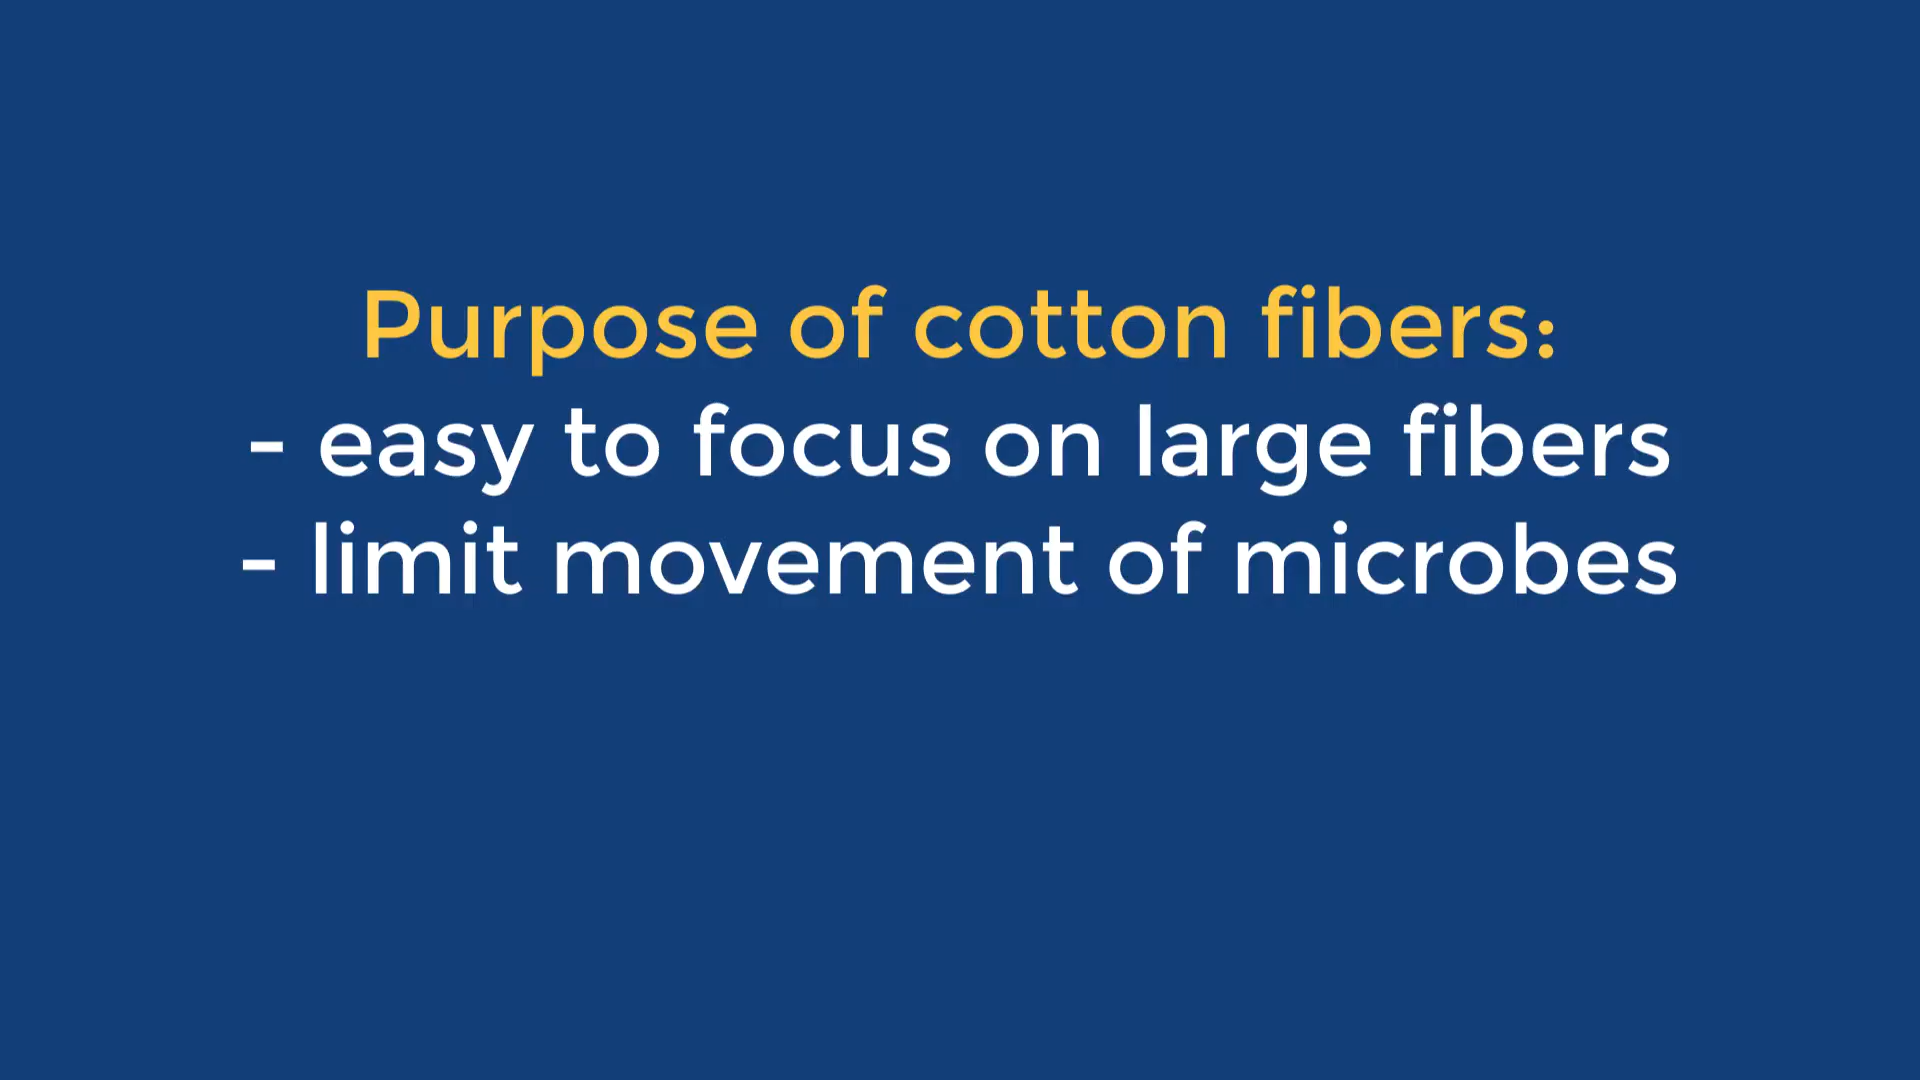 Purpose of cotton fibers:
- easy to focus on large fibers
- limit movement of microbes